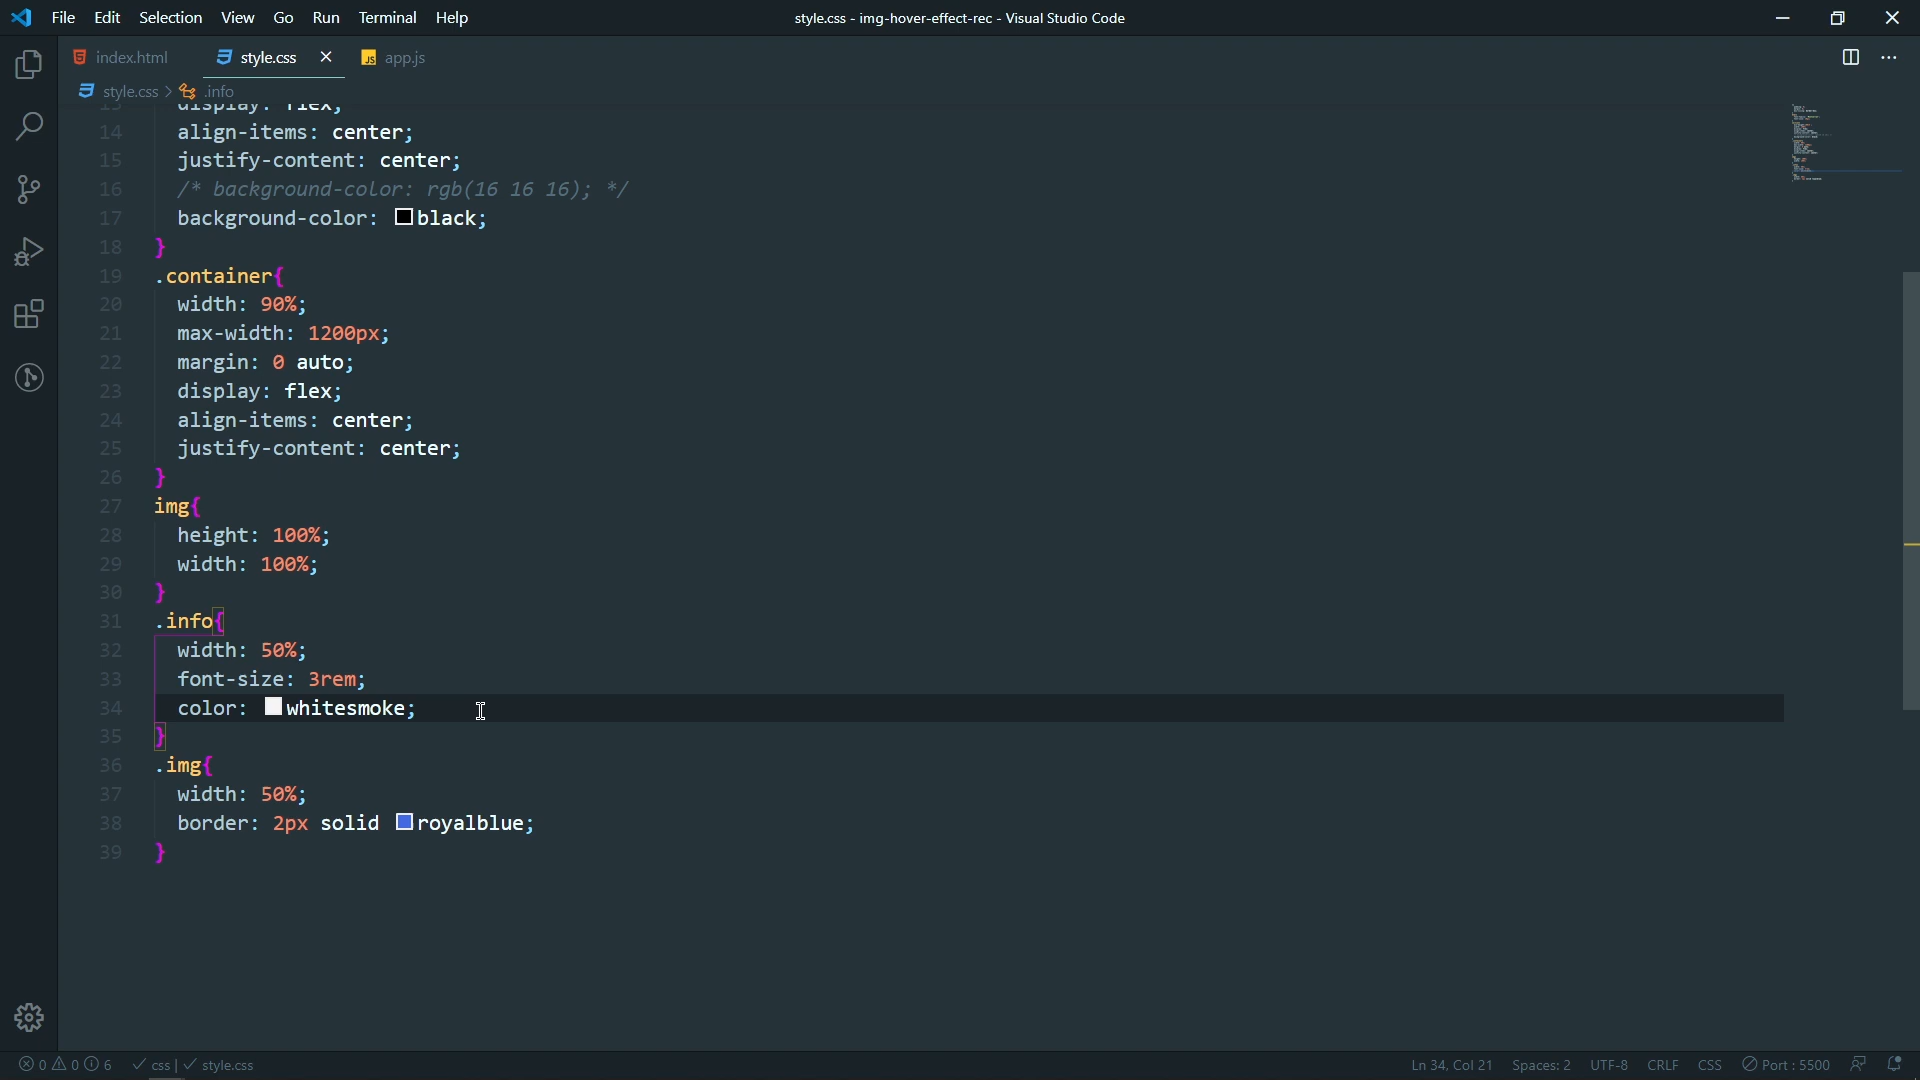 File Edit Selection View Go Run Terminal Help
style.css - img-hover-effect-rec - Visual Studio Code
index.html
style.css
JS app.js
style.css > .info
13 display: flex;
14 align-items: center;
15 justify-content: center;
16 /* background-color: rgb(16 16 16); */
17 background-color: black;
18 }
19 .container{
20 width: 90%;
21 max-width: 1200px;
22 margin: 0 auto;
23 display: flex;
24 align-items: center;
25 justify-content: center;
26 }
27 img{
28 height: 100%;
29 width: 100%;
30 }
31 .info{
32 width: 50%;
33 font-size: 3rem;
34 color: whitesmoke;
35 }
36 .img{
37 width: 50%;
38 border: 2px solid royalblue;
39 }
0 0 6 css | style.css
Ln 34, Col 21 Spaces: 2 UTF-8 CRLF CSS Port : 5500